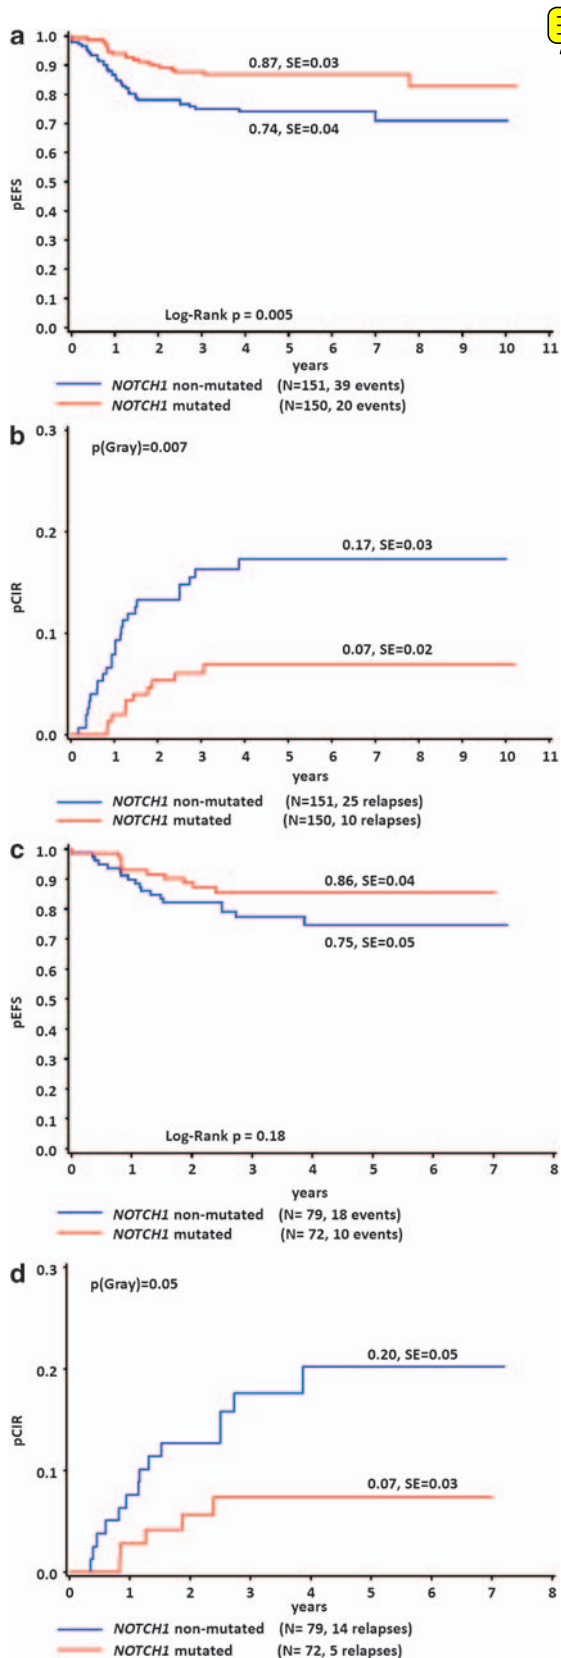 a
1.0
0.9
0.8
0.7
0.6
0.5
0.4
0.3
0.2
0.1
0.0
pEFS
0.87, SE=0.03
0.74, SE=0.04
Log-Rank p = 0.005
0 1 2 3 4 5 6 7 8 9 10 11
years
NOTCH1 non-mutated (N=151, 39 events)
NOTCH1 mutated (N=150, 20 events)
b
0.3
0.2
0.1
0.0
pCIR
p(Gray)=0.007
0.17, SE=0.03
0.07, SE=0.02
0 1 2 3 4 5 6 7 8 9 10 11
years
NOTCH1 non-mutated (N=151, 25 relapses)
NOTCH1 mutated (N=150, 10 relapses)
c
1.0
0.9
0.8
0.7
0.6
0.5
0.4
0.3
0.2
0.1
0.0
pEFS
0.86, SE=0.04
0.75, SE=0.05
Log-Rank p = 0.18
0 1 2 3 4 5 6 7 8
years
NOTCH1 non-mutated (N= 79, 18 events)
NOTCH1 mutated (N= 72, 10 events)
d
0.3
0.2
0.1
0.0
pCIR
p(Gray)=0.05
0.20, SE=0.05
0.07, SE=0.03
0 1 2 3 4 5 6 7 8
years
NOTCH1 non-mutated (N= 79, 14 relapses)
NOTCH1 mutated (N= 72, 5 relapses)